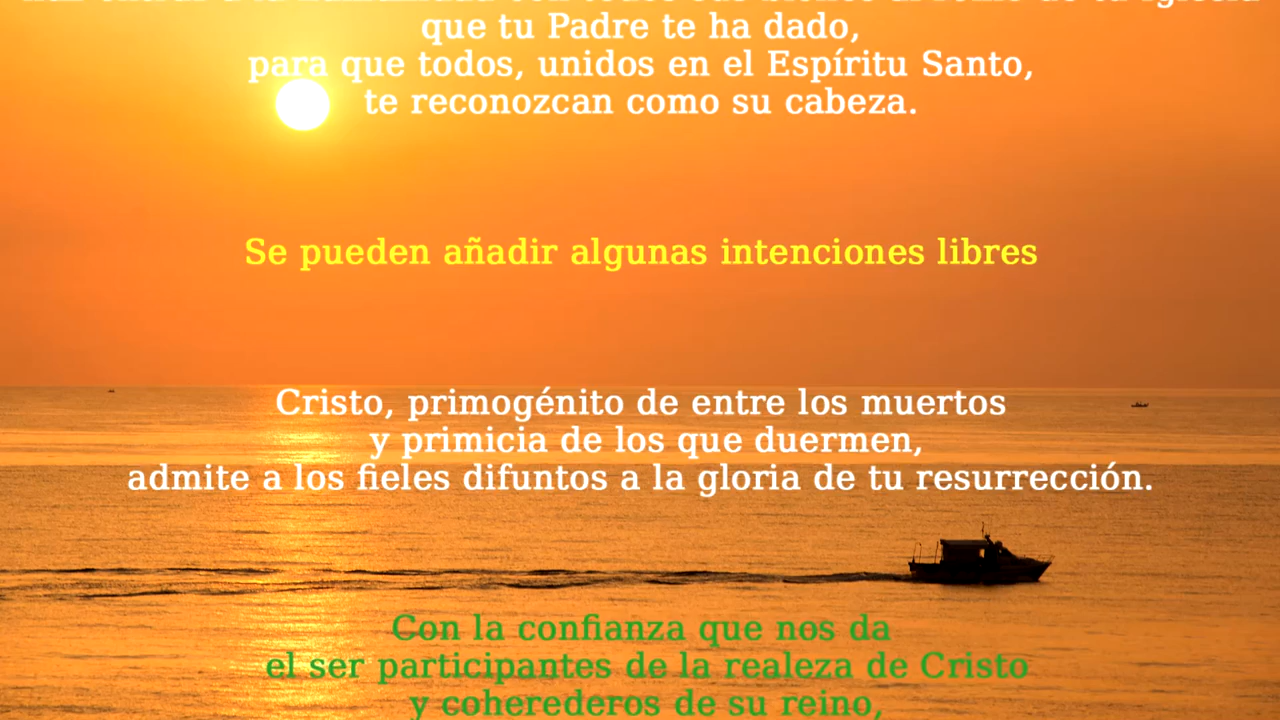 que tu Padre te ha dado,
para que todos, unidos en el Espíritu Santo,
te reconozcan como su cabeza.
Se pueden añadir algunas intenciones libres
Cristo, primogénito de entre los muertos
y primicia de los que duermen,
admite a los fieles difuntos a la gloria de tu resurrección.
Con la confianza que nos da
el ser participantes de la realeza de Cristo
y coherederos de su reino,